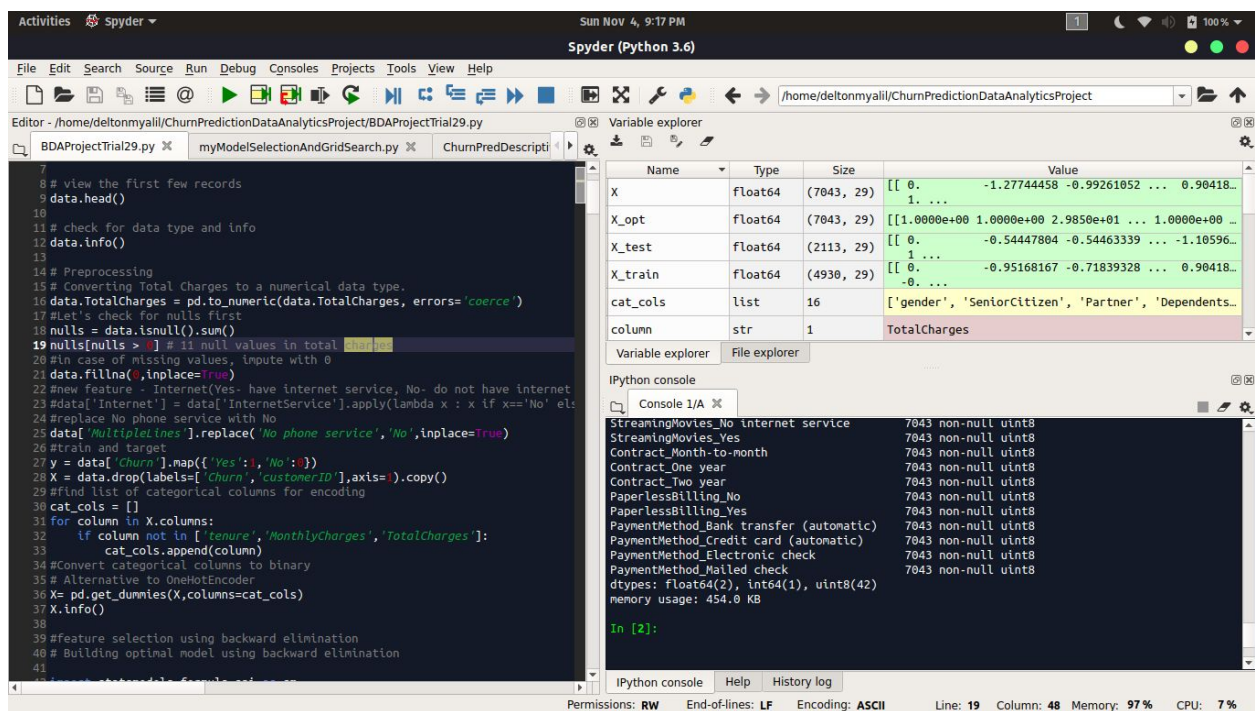 Activities Spyder Sun Nov 4, 9:17 PM 1 100 %
Spyder (Python 3.6)
File Edit Search Source Run Debug Consoles Projects Tools View Help
/home/deltonmyalil/ChurnPredictionDataAnalyticsProject
Editor - /home/deltonmyalil/ChurnPredictionDataAnalyticsProject/BDAProjectTrial29.py
BDAProjectTrial29.py myModelSelectionAndGridSearch.py ChurnPredDescripti
7
8 # view the first few records
9 data.head()
10
11 # check for data type and info
12 data.info()
13
14 # Preprocessing
15 # Converting Total Charges to a numerical data type.
16 data.TotalCharges = pd.to_numeric(data.TotalCharges, errors='coerce')
17 #Let's check for nulls first
18 nulls = data.isnull().sum()
19 nulls[nulls > 0] # 11 null values in total charges
20 #in case of missing values, impute with 0
21 data.fillna(0,inplace=True)
22 #new feature - Internet(Yes- have internet service, No- do not have internet
23 #data['Internet'] = data['InternetService'].apply(lambda x : x if x=='No' els
24 #replace No phone service with No
25 data['MultipleLines'].replace('No phone service','No',inplace=True)
26 #train and target
27 y = data['Churn'].map({'Yes':1,'No':0})
28 X = data.drop(labels=['Churn','customerID'],axis=1).copy()
29 #find list of categorical columns for encoding
30 cat_cols = []
31 for column in X.columns:
32 if column not in ['tenure','MonthlyCharges','TotalCharges']:
33 cat_cols.append(column)
34 #Convert categorical columns to binary
35 # Alternative to OneHotEncoder
36 X= pd.get_dummies(X,columns=cat_cols)
37 X.info()
38
39 #feature selection using backward elimination
40 # Building optimal model using backward elimination
41
Variable explorer
Name Type Size Value
X float64 (7043, 29) [[ 0. -1.27744458 -0.99261052 ... 0.90418…
1. ...
X_opt float64 (7043, 29) [[1.0000e+00 1.0000e+00 2.9850e+01 ... 1.0000e+00 …
X_test float64 (2113, 29) [[ 0. -0.54447804 -0.54463339 ... -1.10596…
1 ...
X_train float64 (4930, 29) [[ 0. -0.95168167 -0.71839328 ... 0.90418…
-0. ...
cat_cols list 16 ['gender', 'SeniorCitizen', 'Partner', 'Dependents…
column str 1 TotalCharges
Variable explorer File explorer
IPython console
Console 1/A
StreamingMovies_No internet service 7043 non-null uint8
StreamingMovies_Yes 7043 non-null uint8
Contract_Month-to-month 7043 non-null uint8
Contract_One year 7043 non-null uint8
Contract_Two year 7043 non-null uint8
PaperlessBilling_No 7043 non-null uint8
PaperlessBilling_Yes 7043 non-null uint8
PaymentMethod_Bank transfer (automatic) 7043 non-null uint8
PaymentMethod_Credit card (automatic) 7043 non-null uint8
PaymentMethod_Electronic check 7043 non-null uint8
PaymentMethod_Mailed check 7043 non-null uint8
dtypes: float64(2), int64(1), uint8(42)
memory usage: 454.0 KB
In [2]:
IPython console Help History log
Permissions: RW End-of-lines: LF Encoding: ASCII Line: 19 Column: 48 Memory: 97 % CPU: 7 %